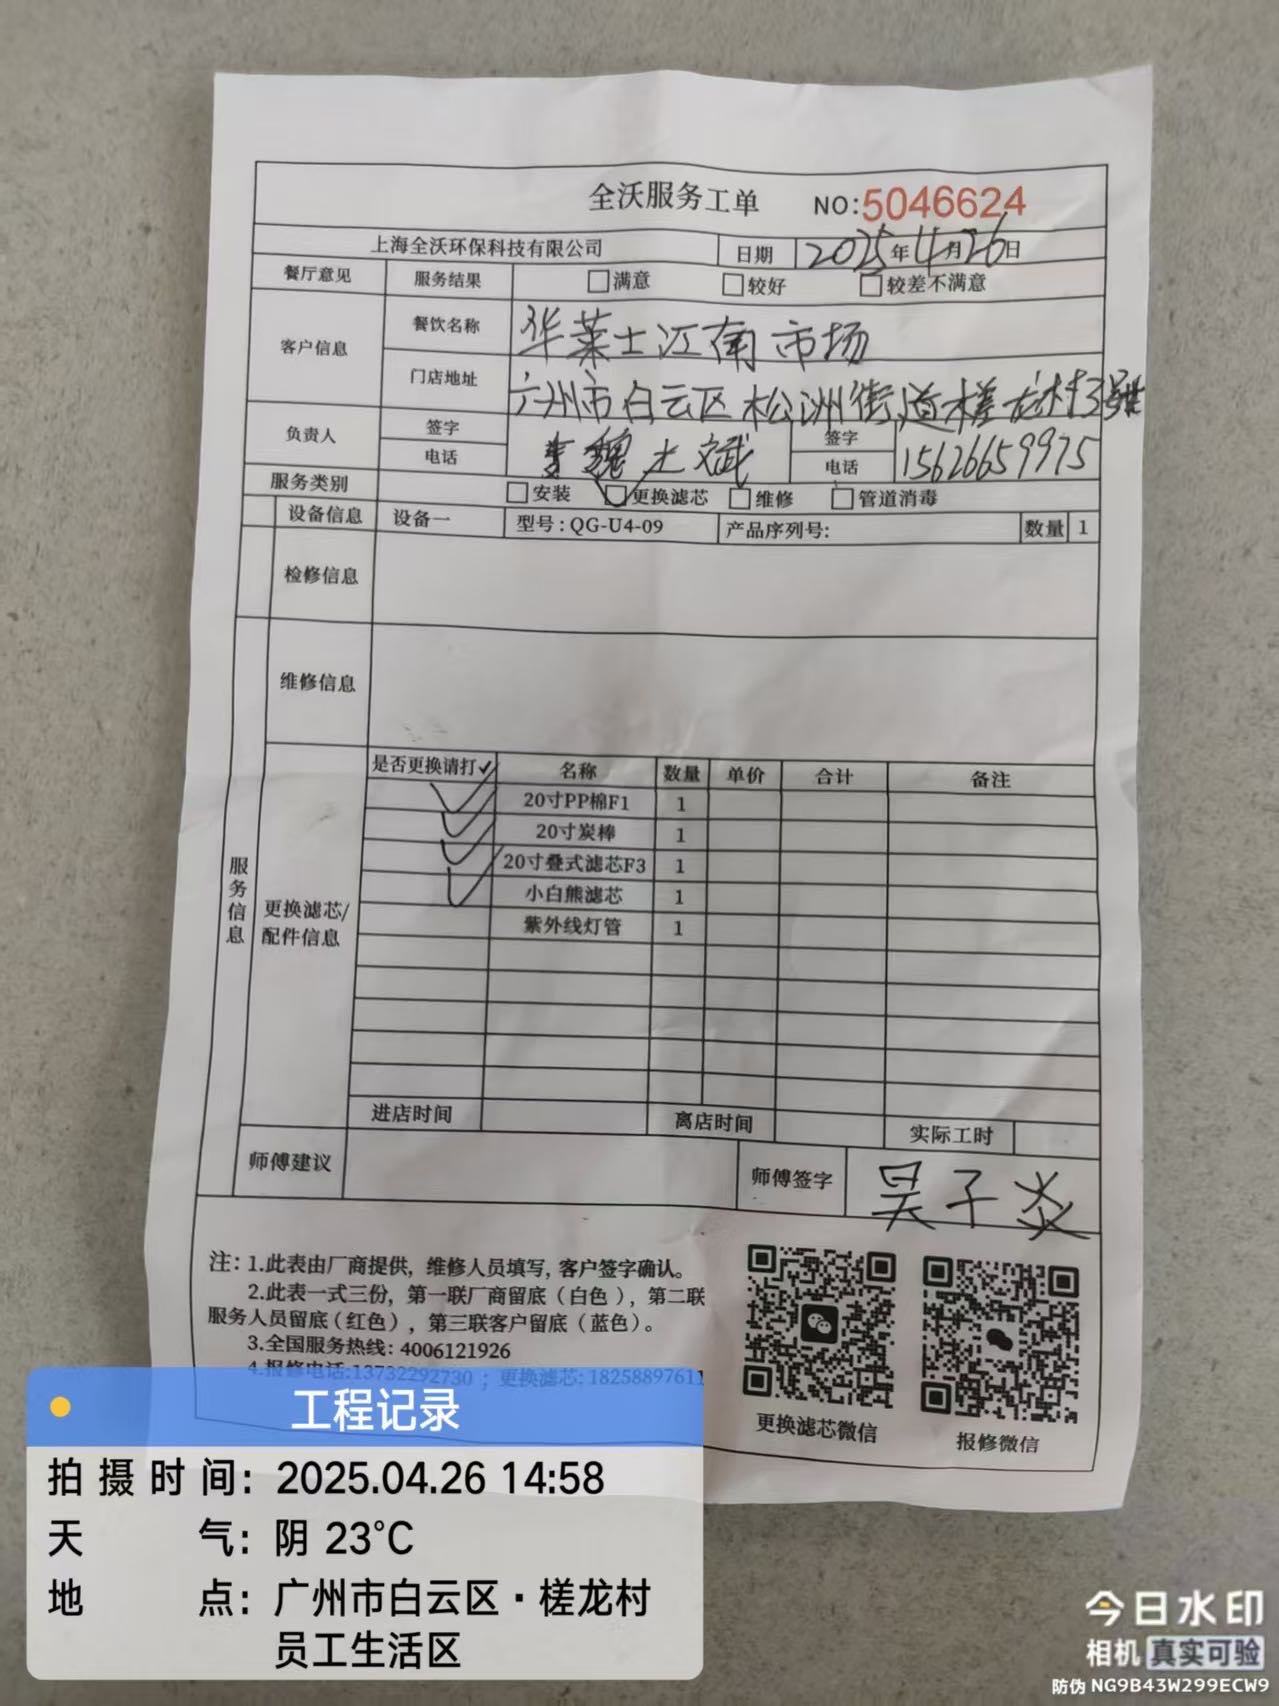 全沃服务工单 NO:5046624
上海全沃环保科技有限公司 日期 2025年4月26日
餐厅意见 服务结果 满意 较好 较差不满意
客户信息 餐饮名称 华莱士江南市场
门店地址 广州市白云区松洲街道槎龙村3号
负责人 签字 魏土斌 签字
电话 电话 15626659975
服务类别 安装 更换滤芯 维修 管道消毒
设备信息 设备一 型号:QG-U4-09 产品序列号: 数量 1
检修信息
维修信息
服务信息
更换滤芯/
配件信息
是否更换请打✓ 名称 数量 单价 合计 备注
✓ 20寸PP棉F1 1
✓ 20寸炭棒 1
✓ 20寸叠式滤芯F3 1
✓ 小白熊滤芯 1
紫外线灯管 1
进店时间 离店时间 实际工时
师傅建议 师傅签字 吴子炎
注:1.此表由厂商提供,维修人员填写,客户签字确认。
2.此表一式三份,第一联厂商留底(白色),第二联
服务人员留底(红色),第三联客户留底(蓝色)。
3.全国服务热线:4006121926
4.报修电话:13732292730;更换滤芯:18258897611
更换滤芯微信 报修微信
工程记录
拍摄时间:2025.04.26 14:58
天气:阴 23°C
地点:广州市白云区·槎龙村
员工生活区
今日水印
相机 真实可验
防伪 NG9B43W299ECW9